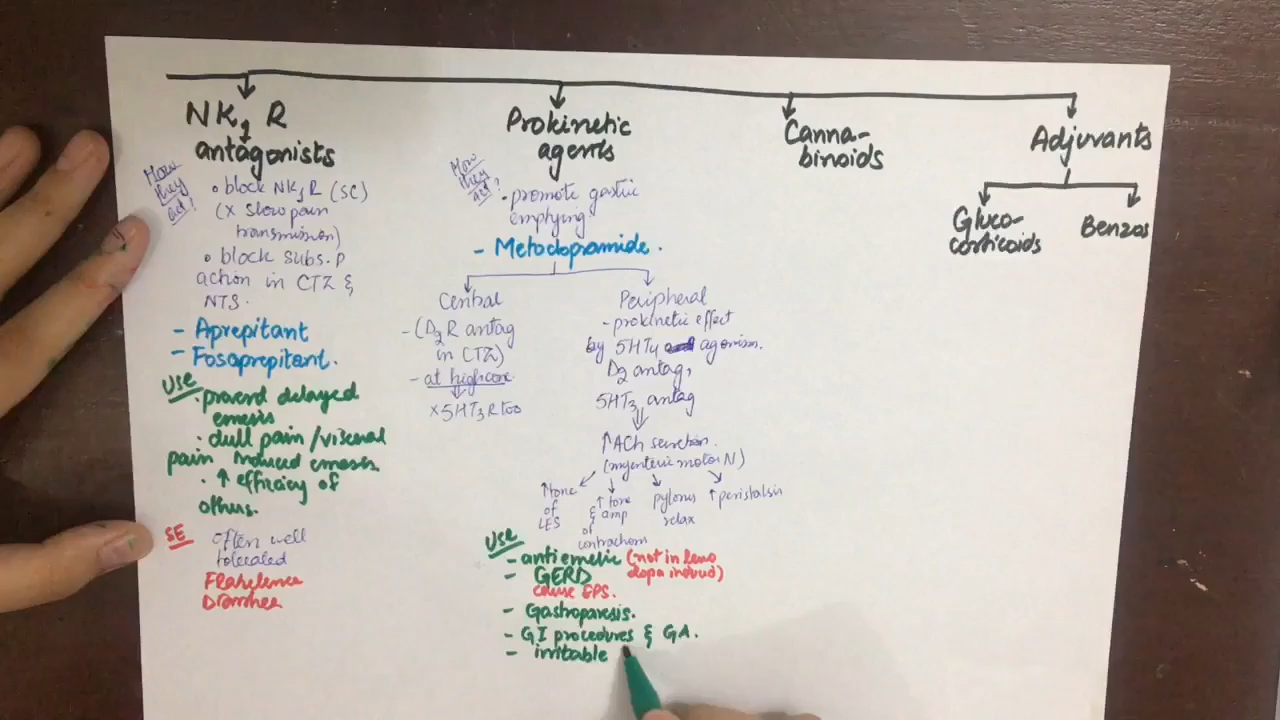 NK₁ R
antagonists
How
they
act?
• block NK₁R (SC)
(x slow pain
transmission)
• block subs. P
action in CTZ &
NTS.
- Aprepitant
- Fosaprepitant.
Use
• prevend delayed
emesis
• dull pain / visceral
pain induced emesis
• ↑ efficacy of
others.
SE
often well
tolerated
Flatulence
Diarrhea
Prokinetic
agents
How
they
act?
• promote gastric
emptying
- Metoclopramide.
Central
- (D₂ R antag
in CTZ)
- at high conc.
x 5HT₃R too
Peripheral
- prokinetic effect
by 5HT₄ agonism.
D₂ antag,
5HT₃ antag
↑ ACh secretion.
(myenteric motor N)
↑ tone
of
LES
↑ tone
& amp
of
contractions
pylorus
relax
↑ peristalsis
Use
- antiemetic (not in levo
dopa induced)
- GERD
cause EPS.
- Gastroparesis.
- GI procedures & GA.
- irritable
Canna-
binoids
Adjuvants
Gluco-
corticoids
Benzos